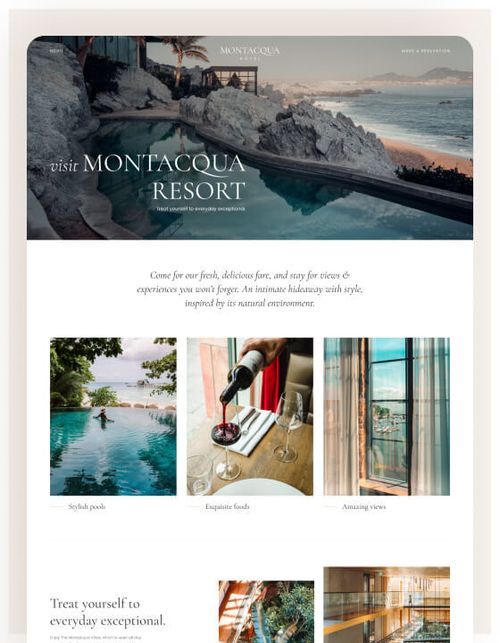 MENU
MONTACQUA
HOTEL
MAKE A RESERVATION
visit MONTACQUA
RESORT
Treat yourself to everyday exceptional.
Come for our fresh, delicious fare, and stay for views &
experiences you won't forger. An intimate hideaway with style,
inspired by its natural environment.
Stylish pools
Exquisite foods
Amazing views
Treat yourself to
everyday exceptional.